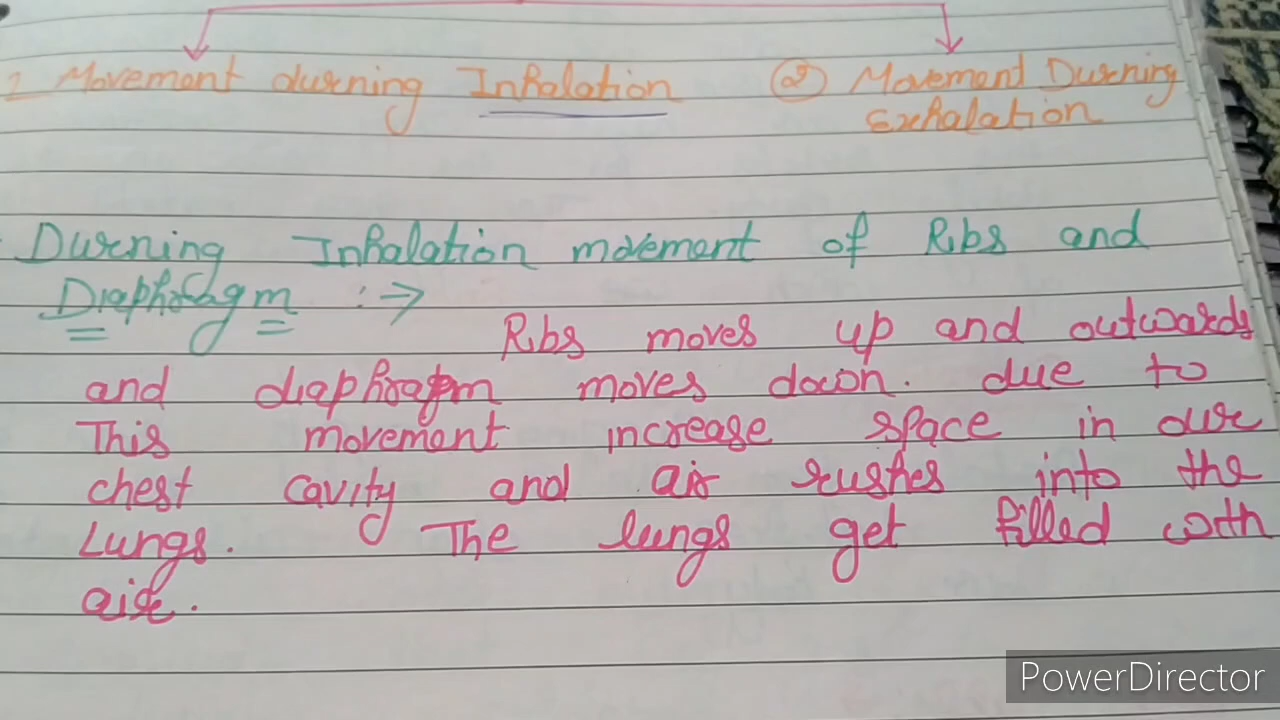 1 Movement durning Inhalation
② Movement Durning
Exhalation
Durning Inhalation movement of Ribs and
Diaphragm :→
Ribs moves up and outwards
and diaphragm moves down. due to
This movement increase space in our
chest cavity and air rushes into the
Lungs. The lungs get filled with
air.
PowerDirector